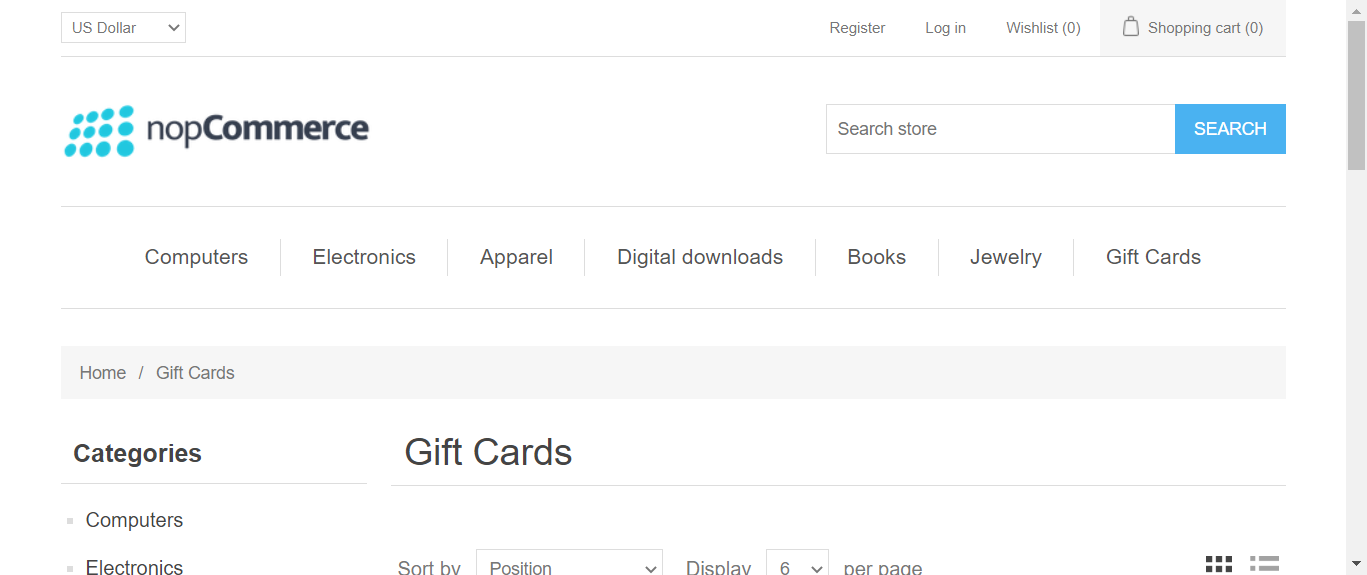 US Dollar
Register
Log in
Wishlist (0)
Shopping cart (0)
nopCommerce
Search store
SEARCH
Computers
Electronics
Apparel
Digital downloads
Books
Jewelry
Gift Cards
Home / Gift Cards
Categories
Computers
Electronics
Gift Cards
Sort by Position Display 6 per page